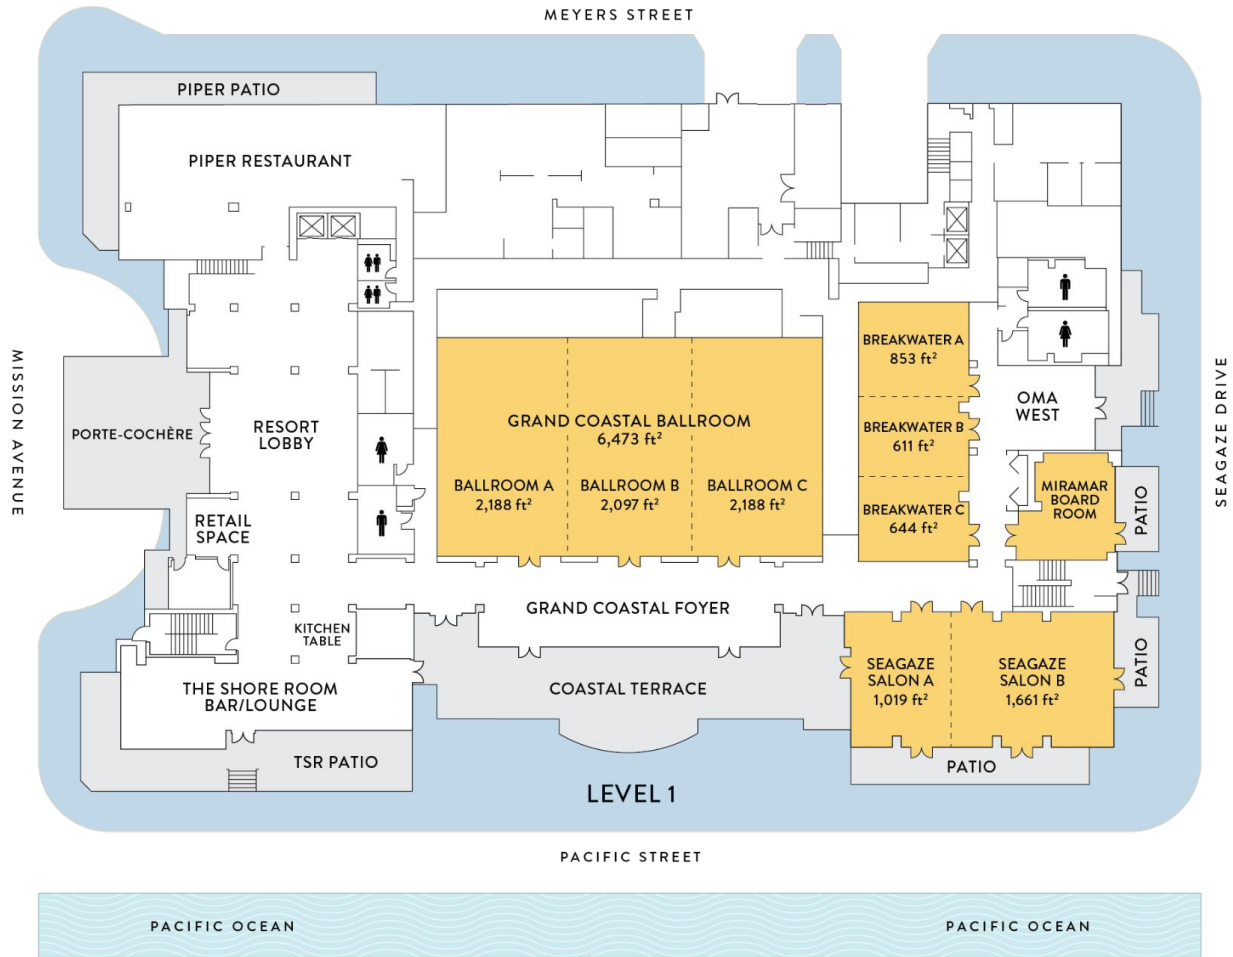 MEYERS STREET
PIPER PATIO
PIPER RESTAURANT
MISSION AVENUE
SEAGAZE DRIVE
PORTE-COCHÈRE
RESORT
LOBBY
RETAIL
SPACE
KITCHEN
TABLE
THE SHORE ROOM
BAR/LOUNGE
TSR PATIO
GRAND COASTAL BALLROOM
6,473 ft²
BALLROOM A
2,188 ft²
BALLROOM B
2,097 ft²
BALLROOM C
2,188 ft²
BREAKWATER A
853 ft²
BREAKWATER B
611 ft²
BREAKWATER C
644 ft²
OMA
WEST
MIRAMAR
BOARD
ROOM
PATIO
GRAND COASTAL FOYER
COASTAL TERRACE
SEAGAZE
SALON A
1,019 ft²
SEAGAZE
SALON B
1,661 ft²
PATIO
PATIO
LEVEL 1
PACIFIC STREET
PACIFIC OCEAN
PACIFIC OCEAN